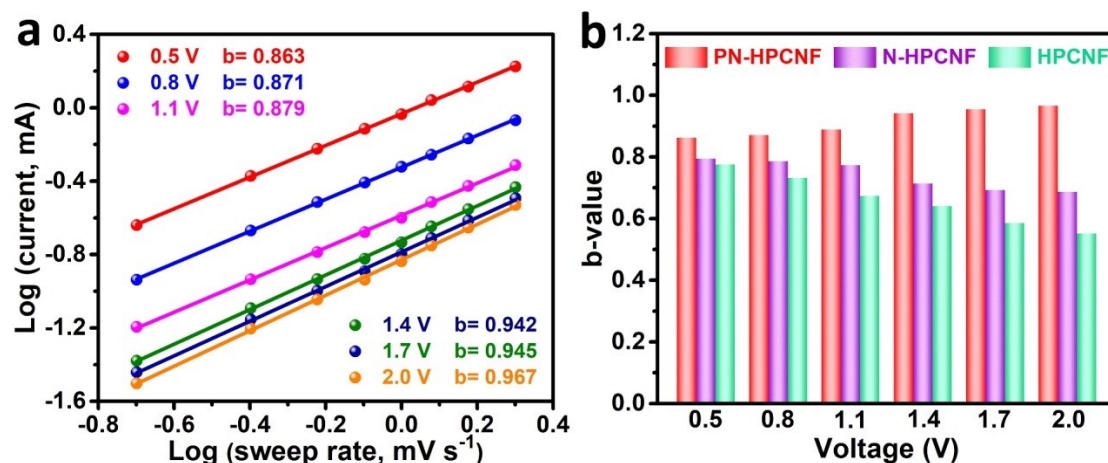 a
0.5 V b= 0.863
0.8 V b= 0.871
1.1 V b= 0.879
1.4 V b= 0.942
1.7 V b= 0.945
2.0 V b= 0.967
Log (current, mA)
0.4
0.0
-0.4
-0.8
-1.2
-1.6
-0.8 -0.6 -0.4 -0.2 0.0 0.2 0.4
Log (sweep rate, mV s⁻¹)
b
PN-HPCNF N-HPCNF HPCNF
b-value
1.2
1.0
0.8
0.6
0.4
0.2
0.0
0.5 0.8 1.1 1.4 1.7 2.0
Voltage (V)